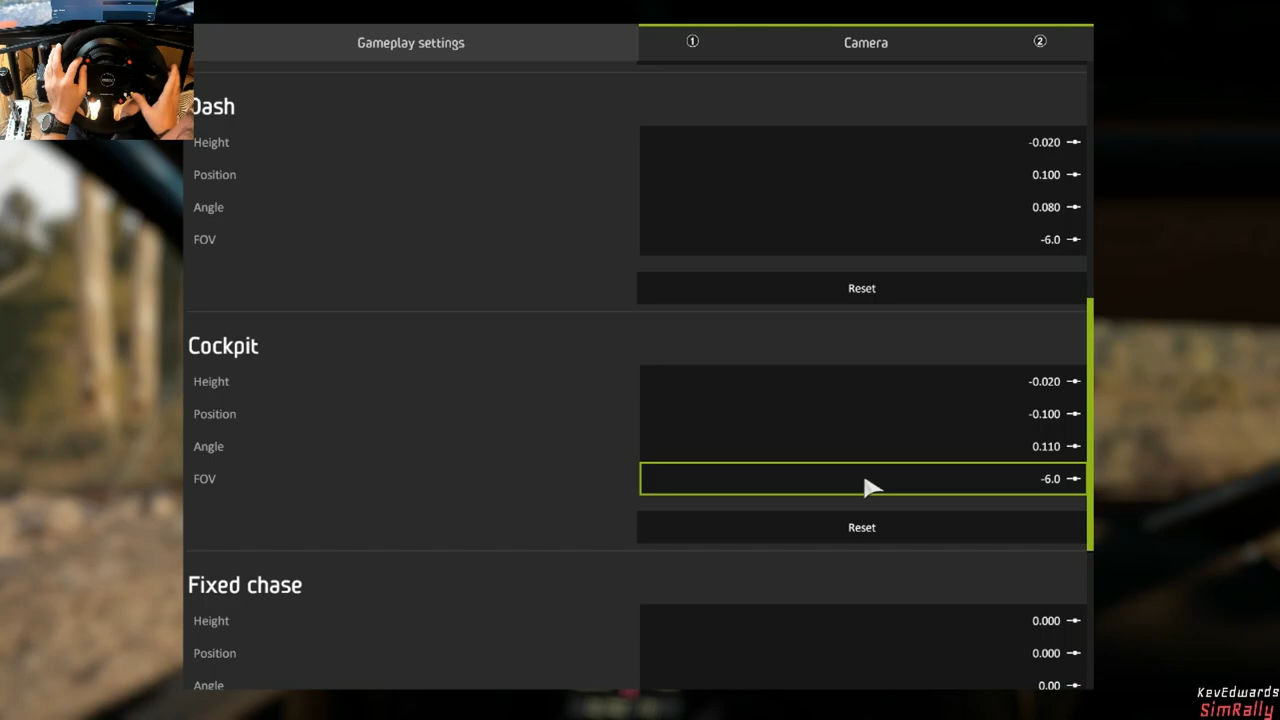 Gameplay settings
①
Camera
②
Dash
Height
-0.020
Position
0.100
Angle
0.080
FOV
-6.0
Reset
Cockpit
Height
-0.020
Position
-0.100
Angle
0.110
FOV
-6.0
Reset
Fixed chase
Height
0.000
Position
0.000
Angle
0.00
KevEdwards
SimRally